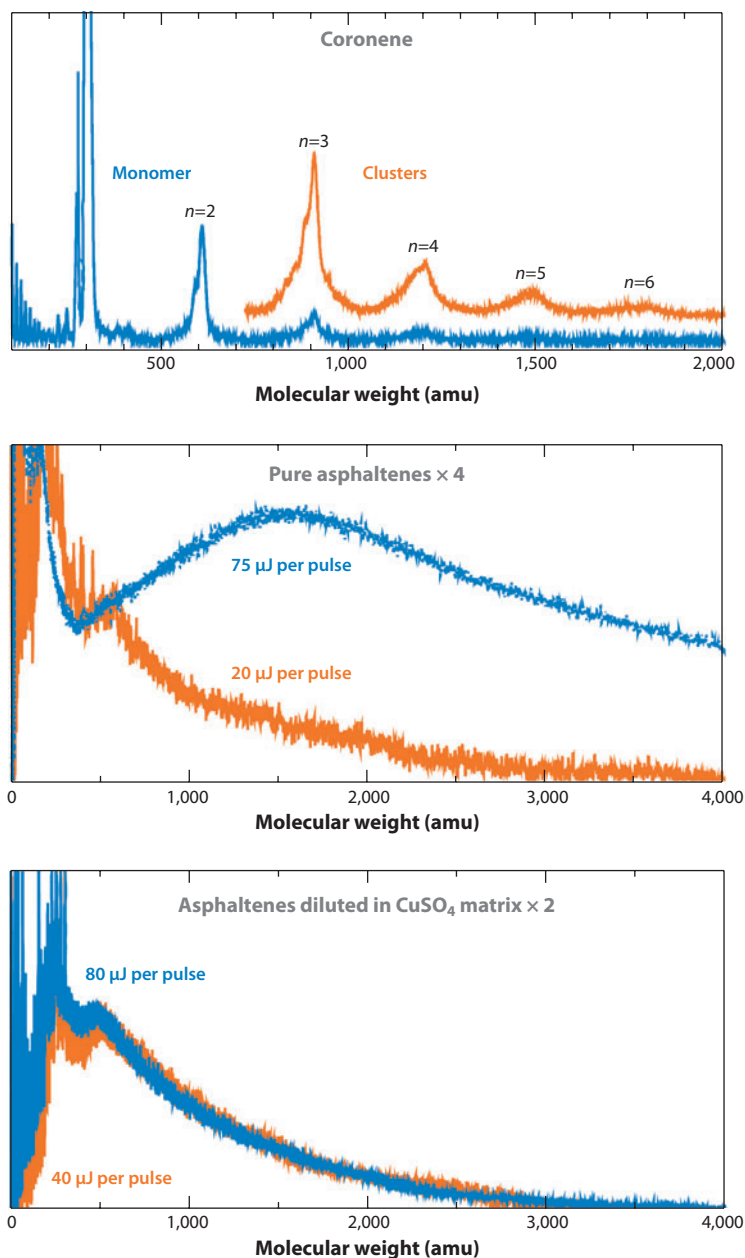 Coronene
n=3
Monomer
Clusters
n=2
n=4
n=5
n=6
500
1,000
1,500
2,000
Molecular weight (amu)
Pure asphaltenes × 4
75 μJ per pulse
20 μJ per pulse
0
1,000
2,000
3,000
4,000
Molecular weight (amu)
Asphaltenes diluted in CuSO₄ matrix × 2
80 μJ per pulse
40 μJ per pulse
0
1,000
2,000
3,000
4,000
Molecular weight (amu)